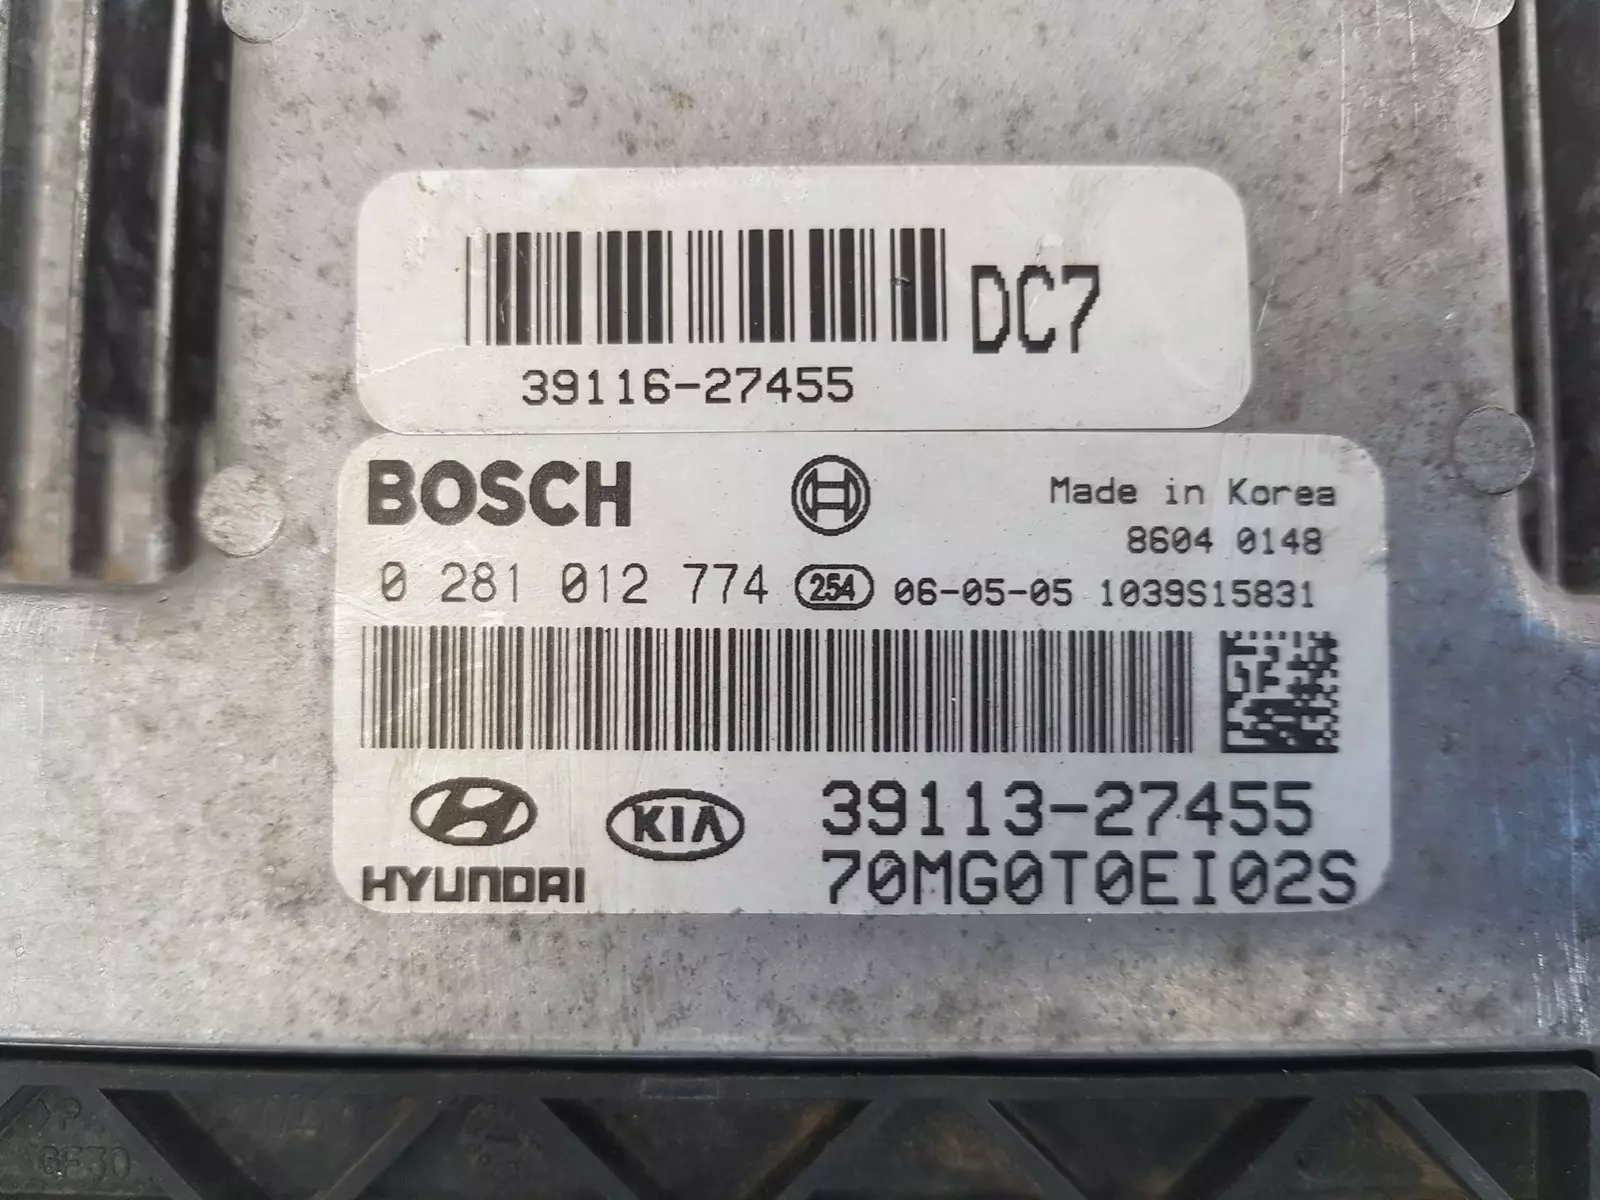 DC7
39116-27455
BOSCH
Made in Korea
8604 0148
0 281 012 774 254 06-05-05 1039S15831
39113-27455
HYUNDAI KIA 70MG0T0EI02S
GF30